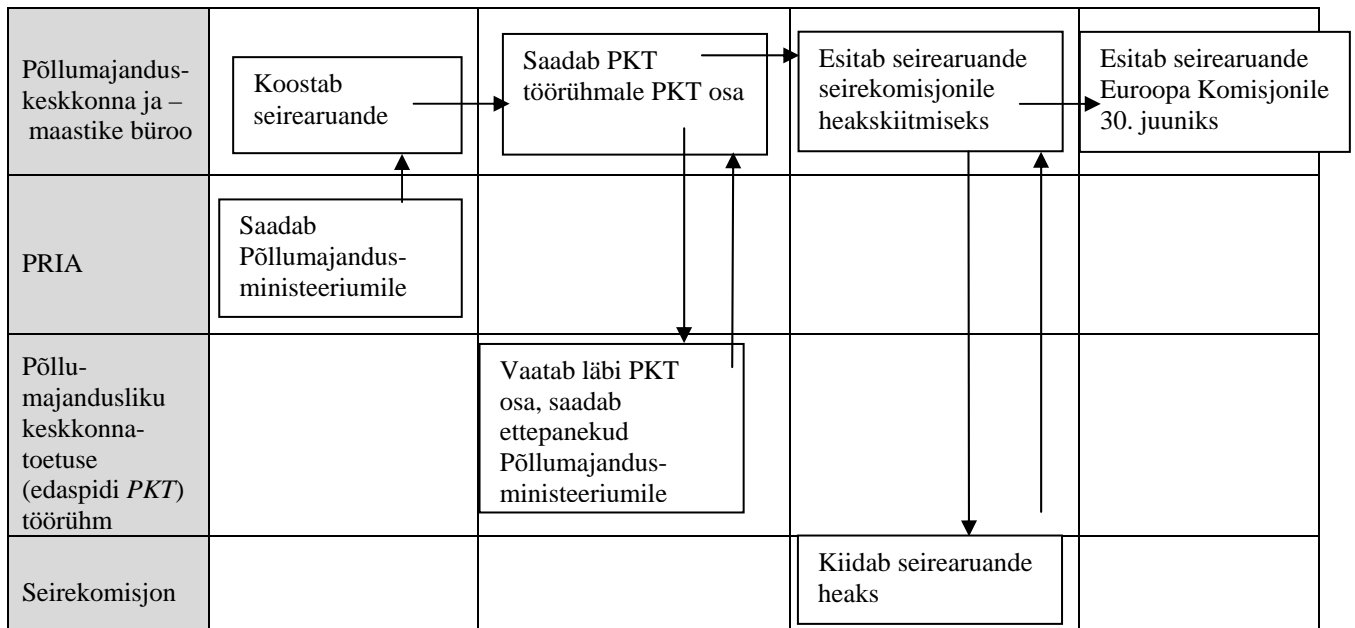 Põllumajandus-
keskkonna ja –
maastike büroo
Koostab
seirearuande
Saadab PKT
töörühmale PKT osa
Esitab seirearuande
seirekomisjonile
heakskiitmiseks
Esitab seirearuande
Euroopa Komisjonile
30. juuniks
PRIA
Saadab
Põllumajandus-
ministeeriumile
Põllu-
majandusliku
keskkonna-
toetuse
(edaspidi PKT)
töörühm
Vaatab läbi PKT
osa, saadab
ettepanekud
Põllumajandus-
ministeeriumile
Seirekomisjon
Kiidab seirearuande
heaks